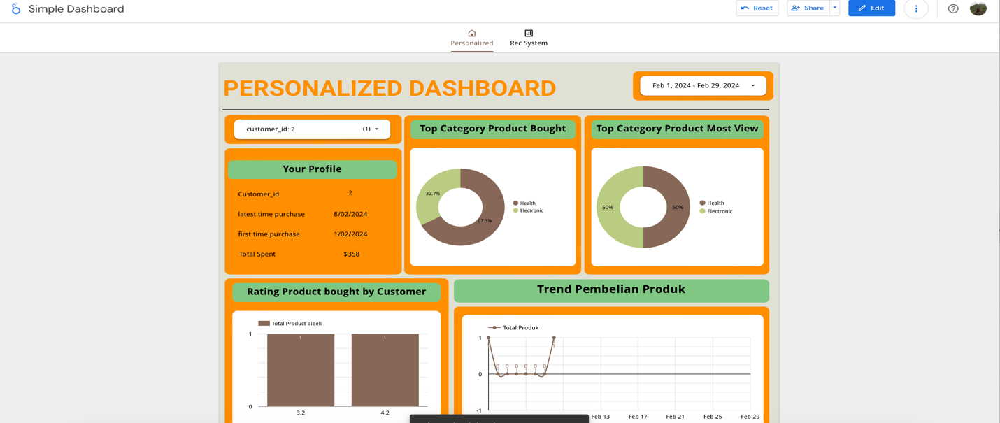 Simple Dashboard
Reset
Share
Edit
Personalized
Rec System
PERSONALIZED DASHBOARD
Feb 1, 2024 - Feb 29, 2024
customer_id: 2 (1)
Top Category Product Bought
Top Category Product Most View
Your Profile
Customer_id 2
latest time purchase 8/02/2024
first time purchase 1/02/2024
Total Spent $358
32.7%
67.3%
Health
Electronic
50%
50%
Health
Electronic
Rating Product bought by Customer
Trend Pembelian Produk
Total Product dibeli
1
1
1
0
3.2
4.2
Total Produk
1
0
-1
1
0 0 0 0 0 0
Feb 13
Feb 17
Feb 21
Feb 25
Feb 29